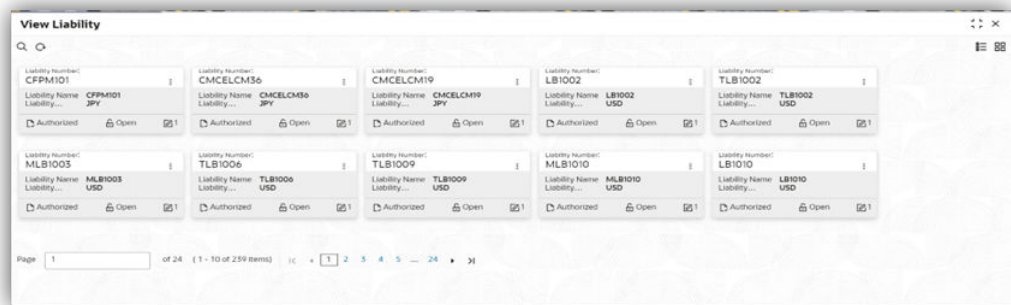 View Liability
Liability Number:
CFPM101
Liability Name CFPM101
Liability... JPY
Authorized Open 1
Liability Number:
CMCELCM36
Liability Name CMCELCM36
Liability... JPY
Authorized Open 1
Liability Number:
CMCELCM19
Liability Name CMCELCM19
Liability... JPY
Authorized Open 1
Liability Number:
LB1002
Liability Name LB1002
Liability... USD
Authorized Open 1
Liability Number:
TLB1002
Liability Name TLB1002
Liability... USD
Authorized Open 1
Liability Number:
MLB1003
Liability Name MLB1003
Liability... USD
Authorized Open 1
Liability Number:
TLB1006
Liability Name TLB1006
Liability... USD
Authorized Open 1
Liability Number:
TLB1009
Liability Name TLB1009
Liability... USD
Authorized Open 1
Liability Number:
MLB1010
Liability Name MLB1010
Liability... USD
Authorized Open 1
Liability Number:
LB1010
Liability Name LB1010
Liability... USD
Authorized Open 1
Page 1 of 24 (1 - 10 of 239 items) 1 2 3 4 5 ... 24